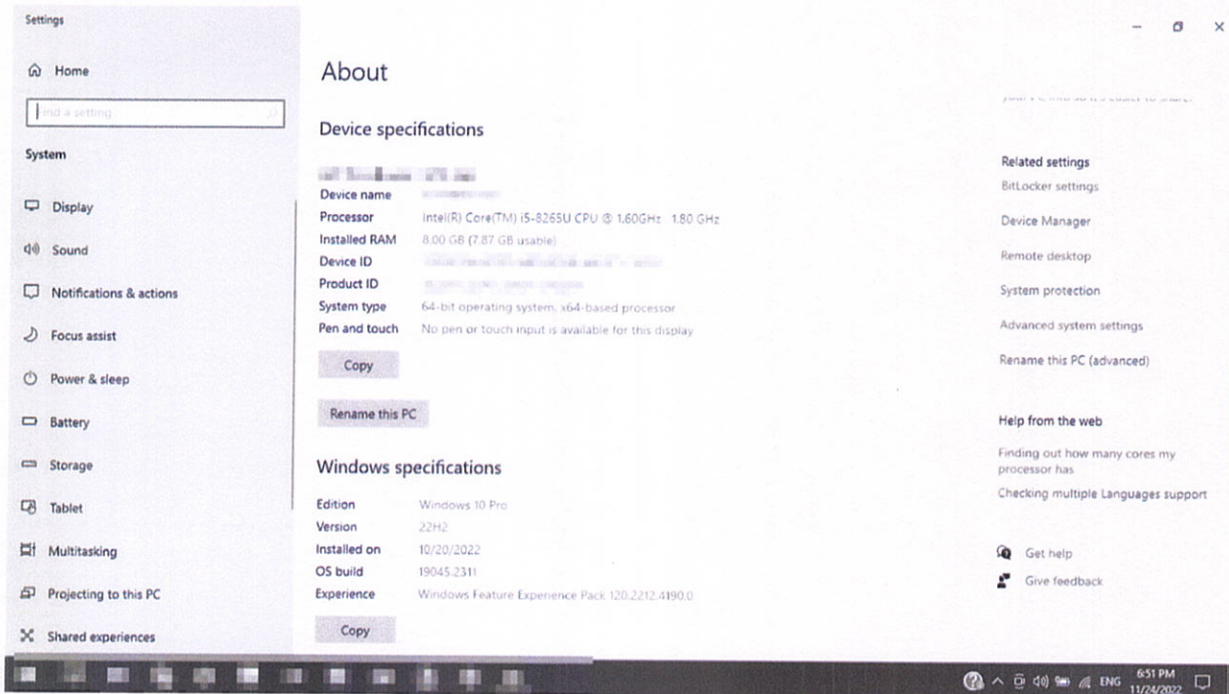 Settings
Home
Find a setting
System
Display
Sound
Notifications & actions
Focus assist
Power & sleep
Battery
Storage
Tablet
Multitasking
Projecting to this PC
Shared experiences
About
Device specifications
Device name
Processor Intel(R) Core(TM) i5-8265U CPU @ 1.60GHz 1.80 GHz
Installed RAM 8.00 GB (7.87 GB usable)
Device ID
Product ID
System type 64-bit operating system, x64-based processor
Pen and touch No pen or touch input is available for this display
Copy
Rename this PC
Windows specifications
Edition Windows 10 Pro
Version 22H2
Installed on 10/20/2022
OS build 19045.2311
Experience Windows Feature Experience Pack 120.2212.4190.0
Copy
Related settings
BitLocker settings
Device Manager
Remote desktop
System protection
Advanced system settings
Rename this PC (advanced)
Help from the web
Finding out how many cores my
processor has
Checking multiple Languages support
Get help
Give feedback
ENG
6:51 PM
11/24/2022